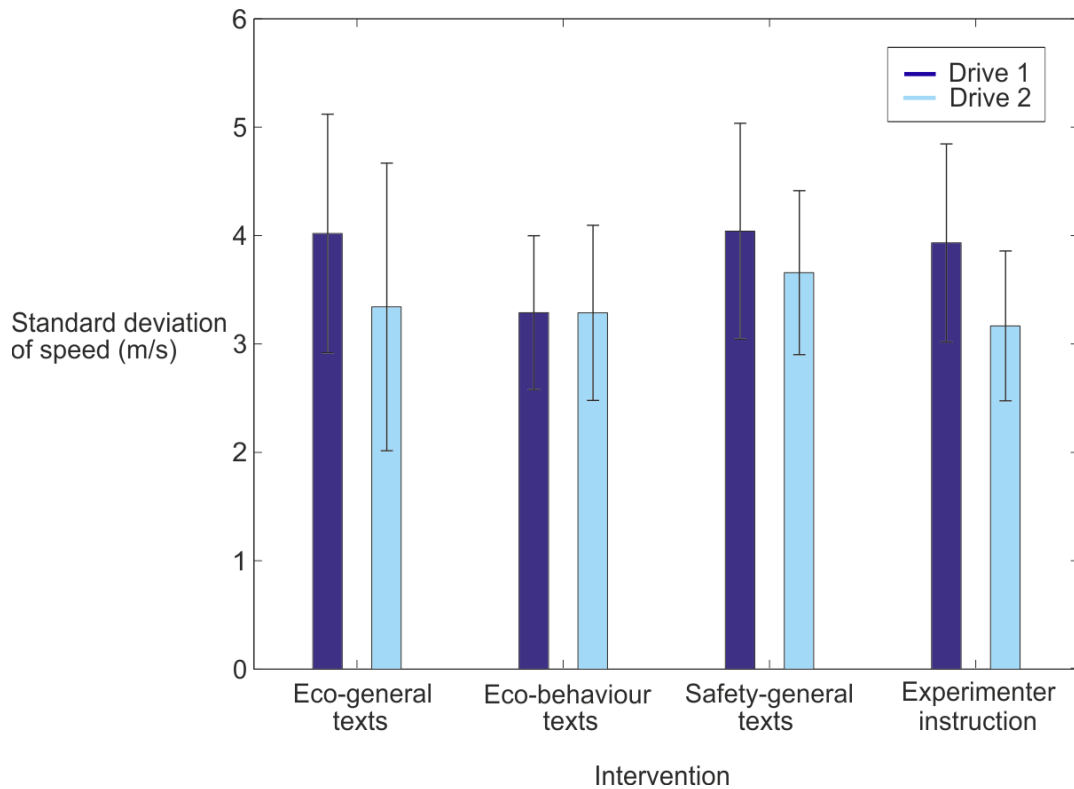 6
5
4
3
2
1
0
Drive 1
Drive 2
Standard deviation
of speed (m/s)
Eco-general
texts
Eco-behaviour
texts
Safety-general
texts
Experimenter
instruction
Intervention